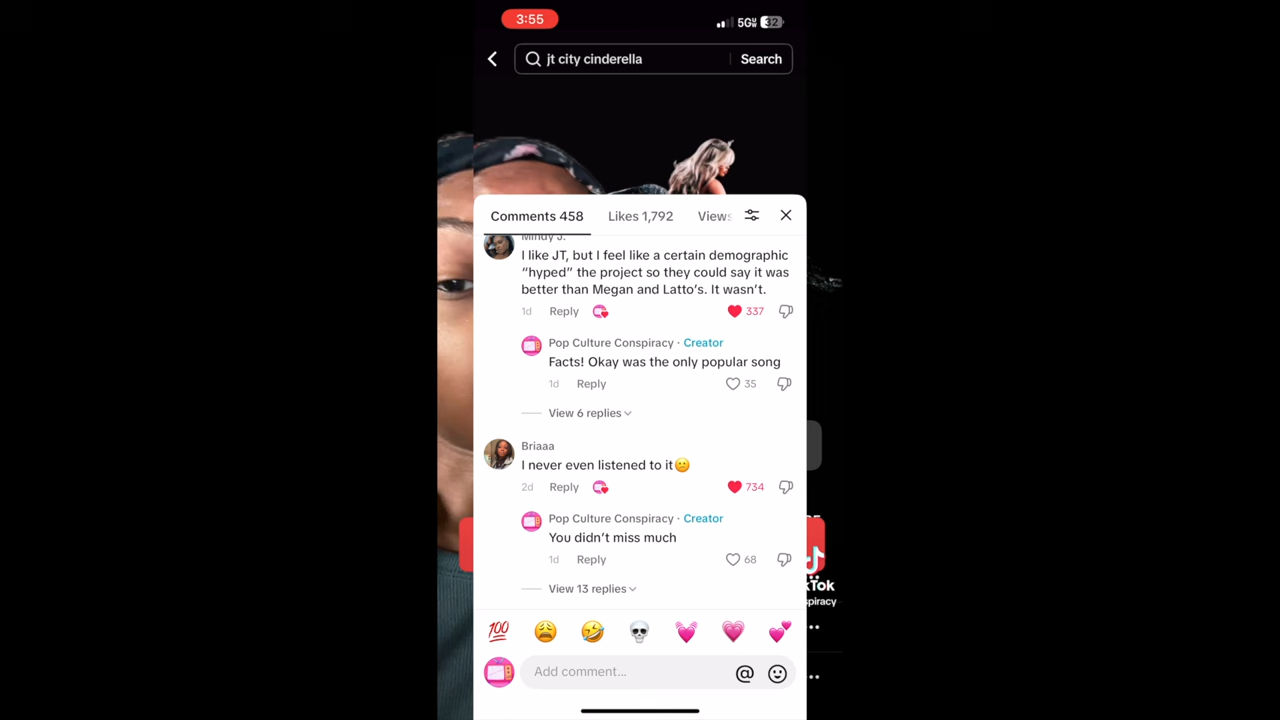 3:55
5G
32
jt city cinderella
Search
Comments 458
Likes 1,792
Views
Mindy J.
I like JT, but I feel like a certain demographic
“hyped” the project so they could say it was
better than Megan and Latto’s. It wasn’t.
1d
Reply
337
Pop Culture Conspiracy · Creator
Facts! Okay was the only popular song
1d
Reply
35
View 6 replies
Briaaa
I never even listened to it😕
2d
Reply
734
Pop Culture Conspiracy · Creator
You didn’t miss much
1d
Reply
68
View 13 replies
kTok
spiracy
💯 😩 🤣 💀 💓 💗 💕
Add comment...
@